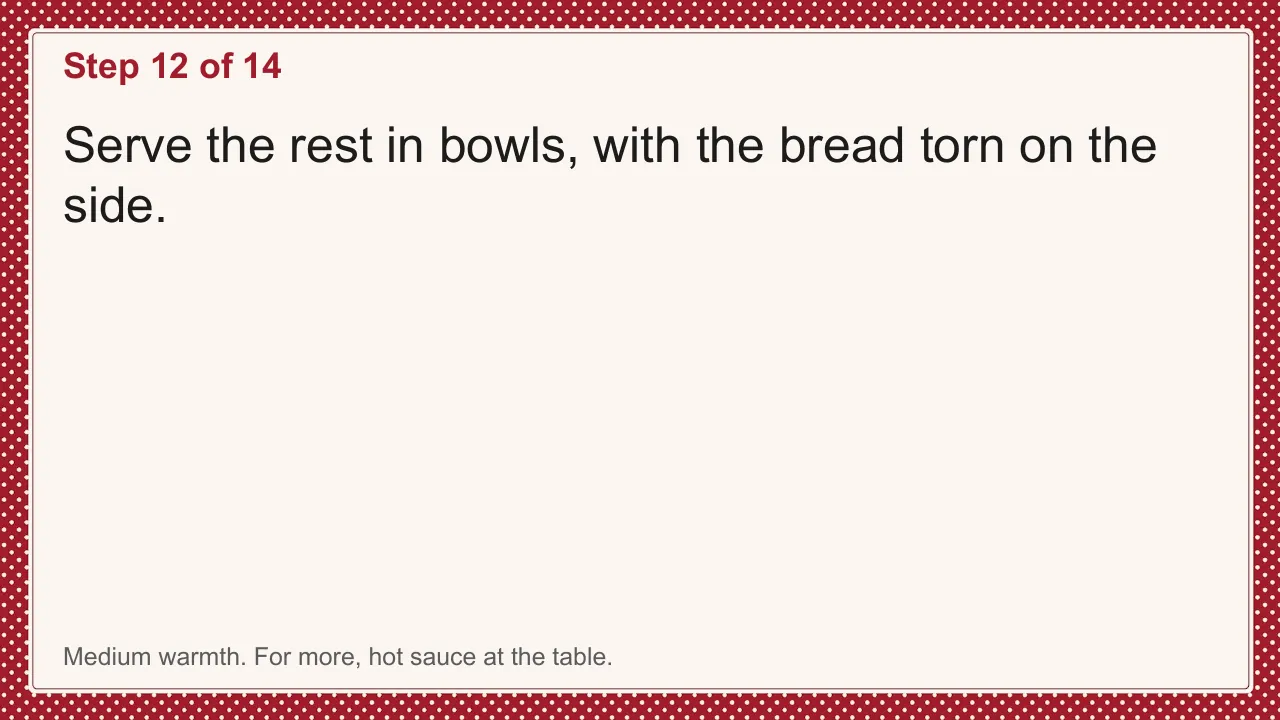 Step 12 of 14
Serve the rest in bowls, with the bread torn on the
side.
Medium warmth. For more, hot sauce at the table.